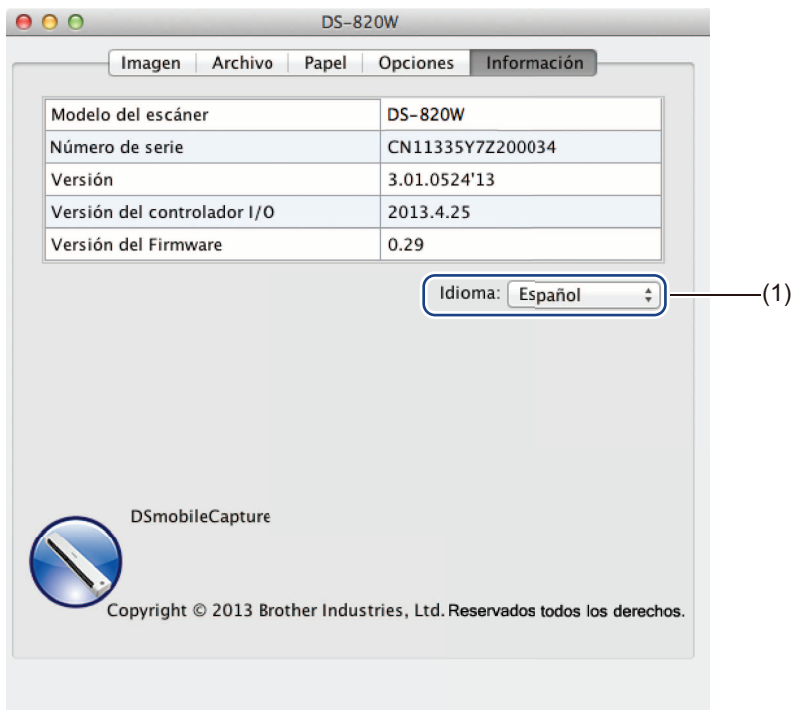 DS-820W
Imagen Archivo Papel Opciones Información
Modelo del escáner DS-820W
Número de serie CN11335Y7Z200034
Versión 3.01.0524'13
Versión del controlador I/O 2013.4.25
Versión del Firmware 0.29
Idioma: Español (1)
DSmobileCapture
Copyright © 2013 Brother Industries, Ltd. Reservados todos los derechos.